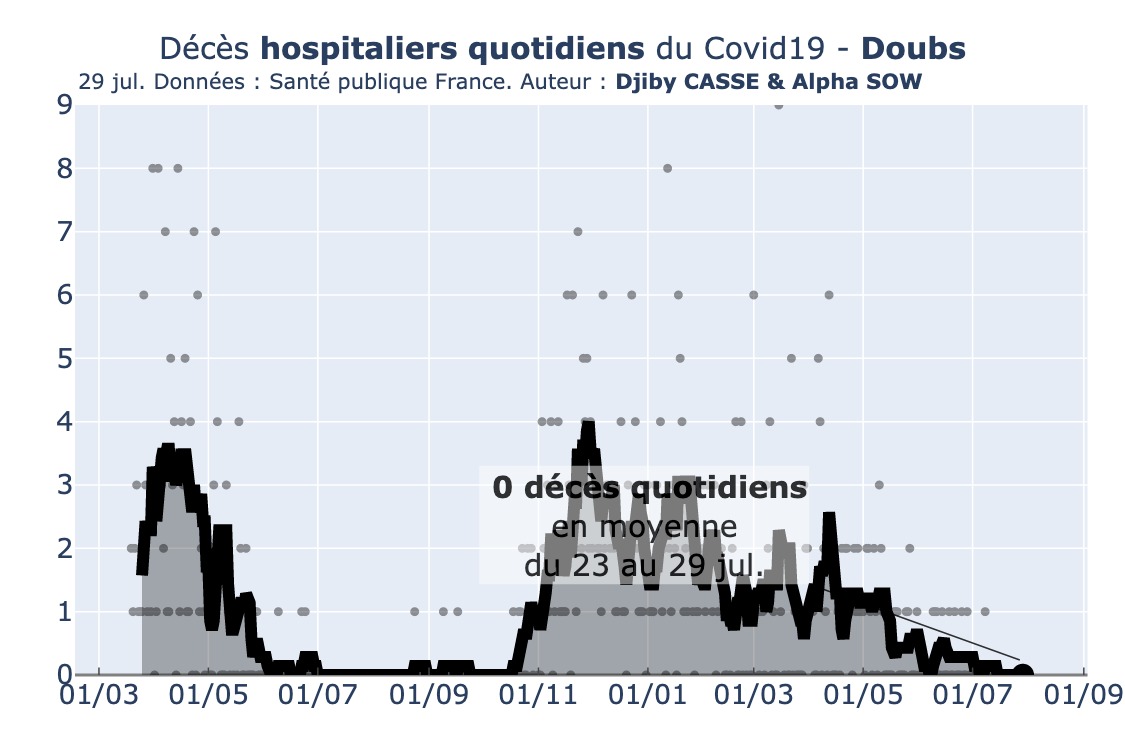 Décès hospitaliers quotidiens du Covid19 - Doubs
29 jul. Données : Santé publique France. Auteur : Djiby CASSE & Alpha SOW
9
8
7
6
5
4
3
2
1
0
0 décès quotidiens
en moyenne
du 23 au 29 jul.
01/03 01/05 01/07 01/09 01/11 01/01 01/03 01/05 01/07 01/09